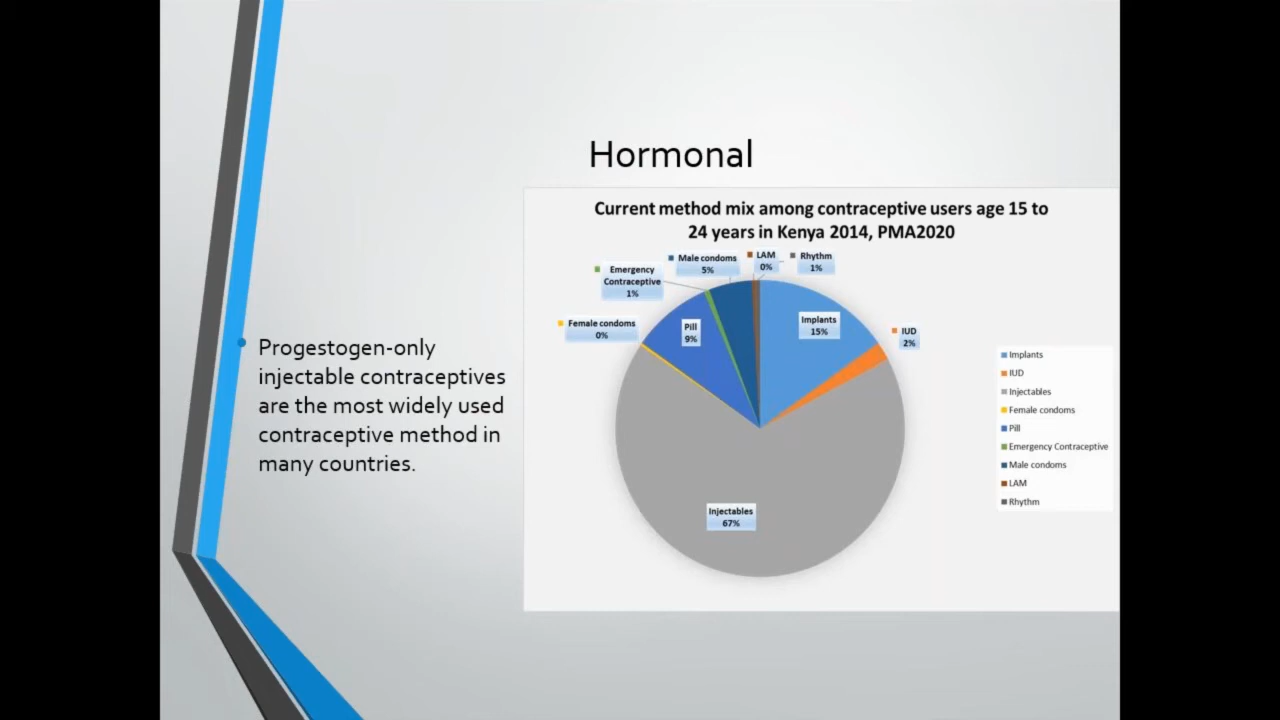 Hormonal
Current method mix among contraceptive users age 15 to
24 years in Kenya 2014, PMA2020
Male condoms
5%
LAM
0%
Rhythm
1%
Emergency
Contraceptive
1%
Female condoms
0%
Pill
9%
Implants
15%
IUD
2%
Injectables
67%
Implants
IUD
Injectables
Female condoms
Pill
Emergency Contraceptive
Male condoms
LAM
Rhythm
Progestogen-only
injectable contraceptives
are the most widely used
contraceptive method in
many countries.